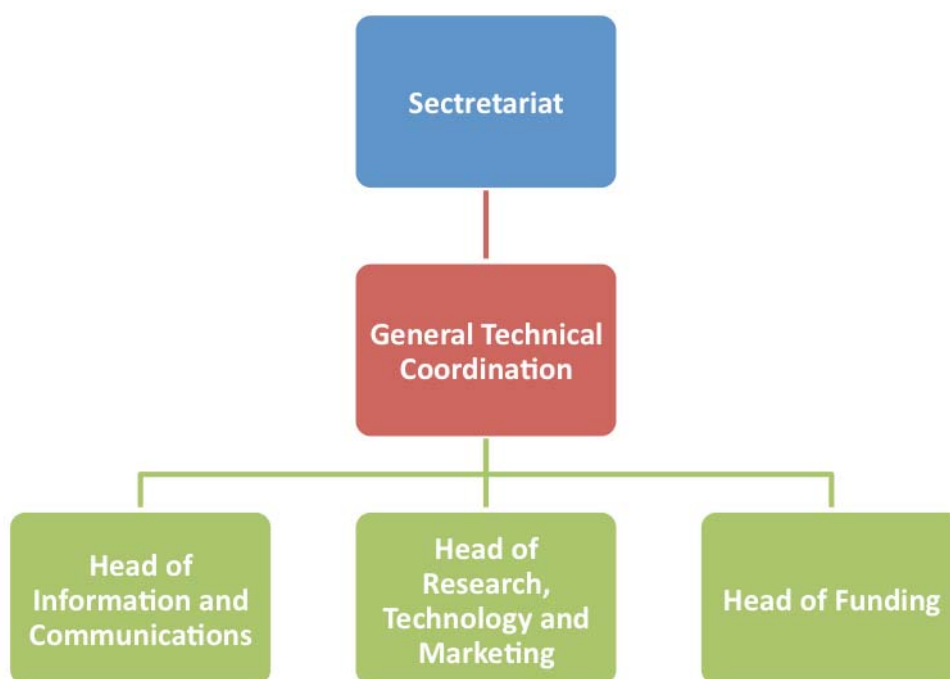 Sectretariat
General Technical
Coordination
Head of
Information and
Communications
Head of
Research,
Technology and
Marketing
Head of Funding